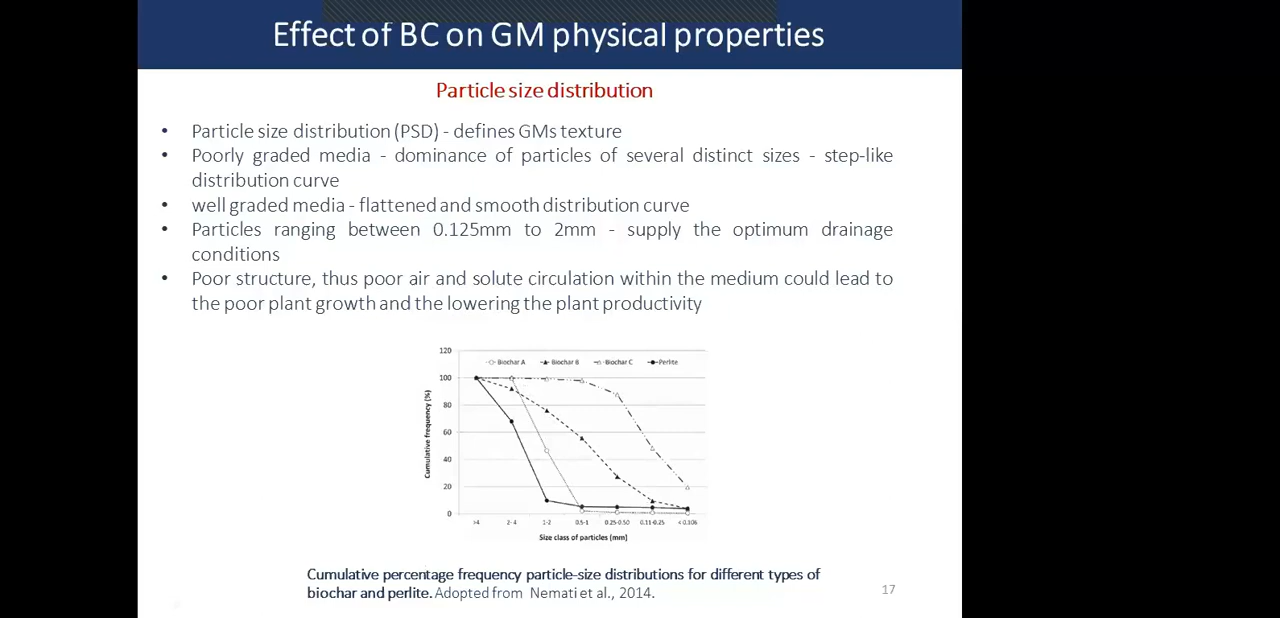 Effect of BC on GM physical properties
Particle size distribution
• Particle size distribution (PSD) - defines GMs texture
• Poorly graded media - dominance of particles of several distinct sizes - step-like
distribution curve
• well graded media - flattened and smooth distribution curve
• Particles ranging between 0.125mm to 2mm - supply the optimum drainage
conditions
• Poor structure, thus poor air and solute circulation within the medium could lead to
the poor plant growth and the lowering the plant productivity
120
Biochar A Biochar B Biochar C Perlite
100
80
60
40
20
0
Cumulative frequency (%)
>4 2-4 1-2 0.5-1 0.25-0.50 0.11-0.25 <0.106
Size class of particles (mm)
Cumulative percentage frequency particle-size distributions for different types of
biochar and perlite. Adopted from Nemati et al., 2014.
17